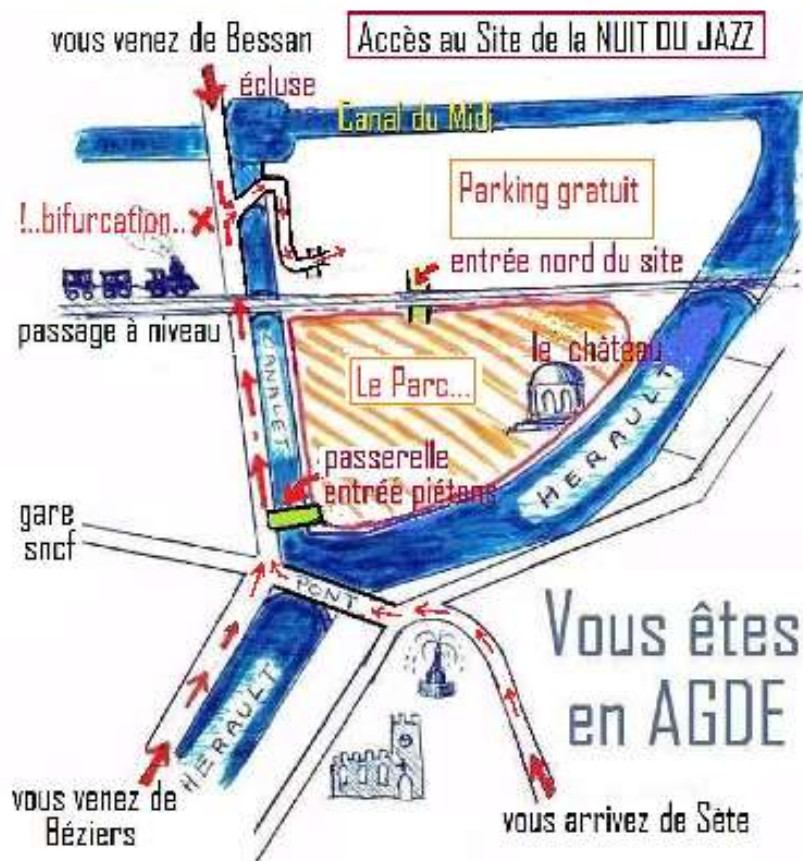 vous venez de Bessan
Accès au Site de la NUIT DU JAZZ
écluse
Canal du Midi
Parking gratuit
!..bifurcation..
entrée nord du site
passage à niveau
le château
Le Parc...
CANALET
HERAULT
passerelle
entrée piétons
gare
sncf
PONT
Vous êtes
en AGDE
HERAULT
vous venez de
Béziers
vous arrivez de Sète